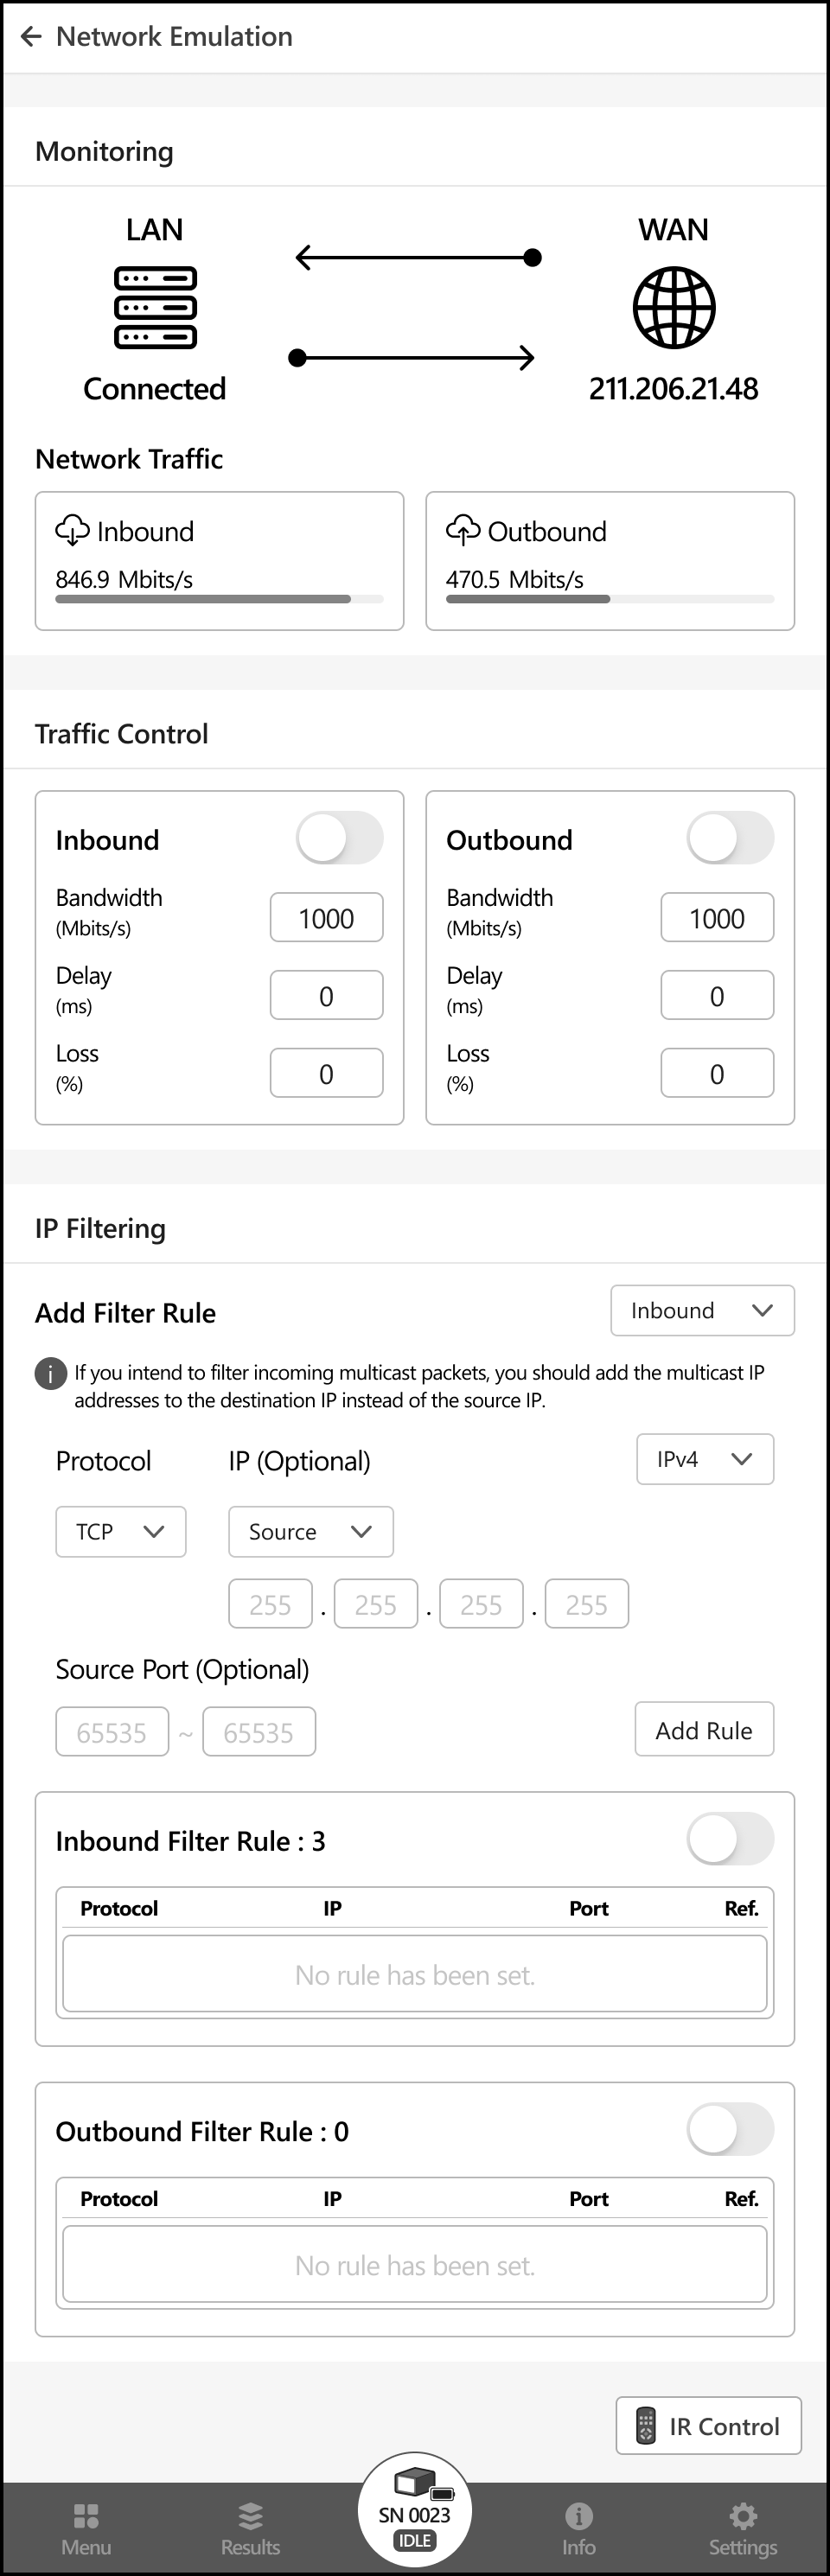 Network Emulation
Monitoring
LAN
WAN
Connected
211.206.21.48
Network Traffic
Inbound
846.9 Mbits/s
Outbound
470.5 Mbits/s
Traffic Control
Inbound
Bandwidth
(Mbits/s)
1000
Delay
(ms)
0
Loss
(%)
0
Outbound
Bandwidth
(Mbits/s)
1000
Delay
(ms)
0
Loss
(%)
0
IP Filtering
Add Filter Rule
Inbound
i If you intend to filter incoming multicast packets, you should add the multicast IP
addresses to the destination IP instead of the source IP.
Protocol IP (Optional) IPv4
TCP Source
255 . 255 . 255 . 255
Source Port (Optional)
65535 ~ 65535 Add Rule
Inbound Filter Rule : 3
Protocol IP Port Ref.
No rule has been set.
Outbound Filter Rule : 0
Protocol IP Port Ref.
No rule has been set.
IR Control
SN 0023
IDLE
Menu Results Info Settings